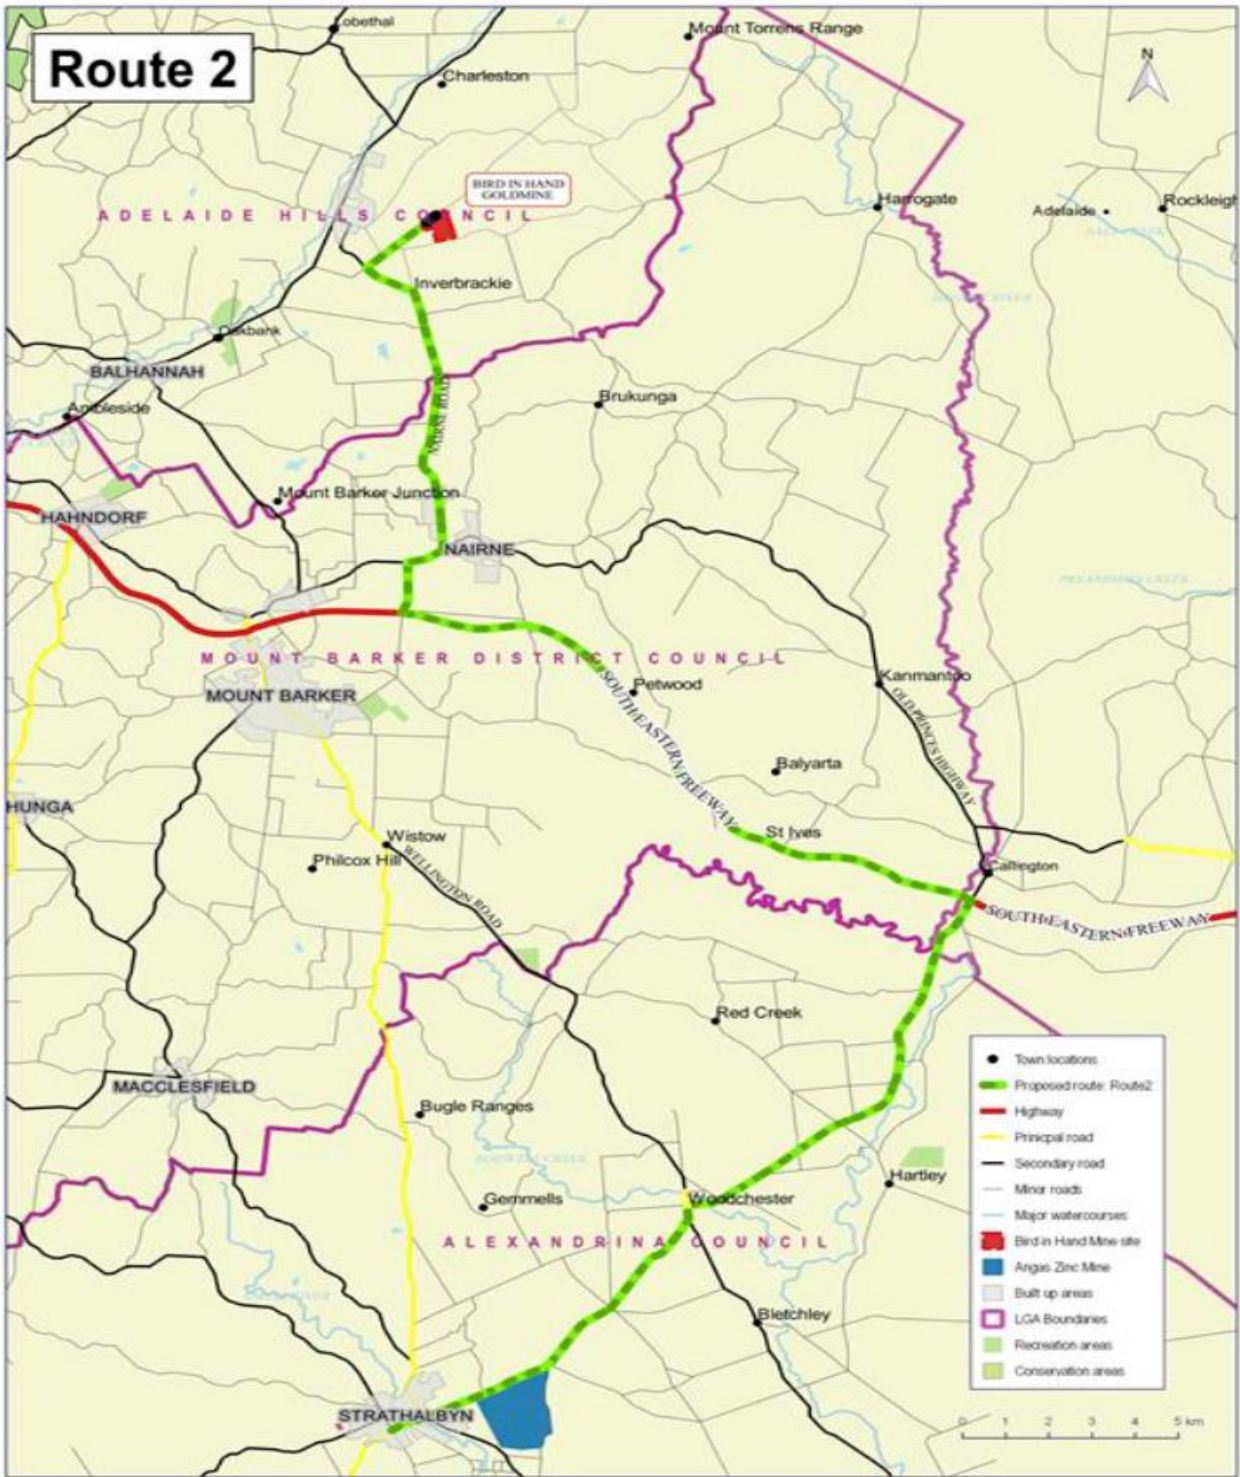 Lobethal
Mount Torrens Range
Route 2
N
Charleston
BIRD IN HAND
GOLDMINE
Harrogate
Rockleigh
Adelaide
ADELAIDE HILLS COUNCIL
Inverbrackie
Oakbank
BALHANNAH
NAIRNE ROAD
Brukunga
Ambleside
Mount Barker Junction
HAHNDORF
NAIRNE
MOUNT BARKER DISTRICT COUNCIL
Petwood
Kanmantoo
MOUNT BARKER
SOUTH EASTERN FREEWAY
OLD PRINCES HIGHWAY
Balyarta
HUNGA
St Ives
Wistow
Philcox Hill
WELLINGTON ROAD
Callington
SOUTH EASTERN FREEWAY
Red Creek
MACCLESFIELD
Bugle Ranges
Hartley
Gemmells
Woodchester
ALEXANDRINA COUNCIL
Bletchley
STRATHALBYN
Town locations
Proposed route: Route2
Highway
Prinicpal road
Secondary road
Minor roads
Major watercourses
Bird in Hand Mine site
Angas Zinc Mine
Built up areas
LGA Boundaries
Recreation areas
Conservation areas
0 1 2 3 4 5 km